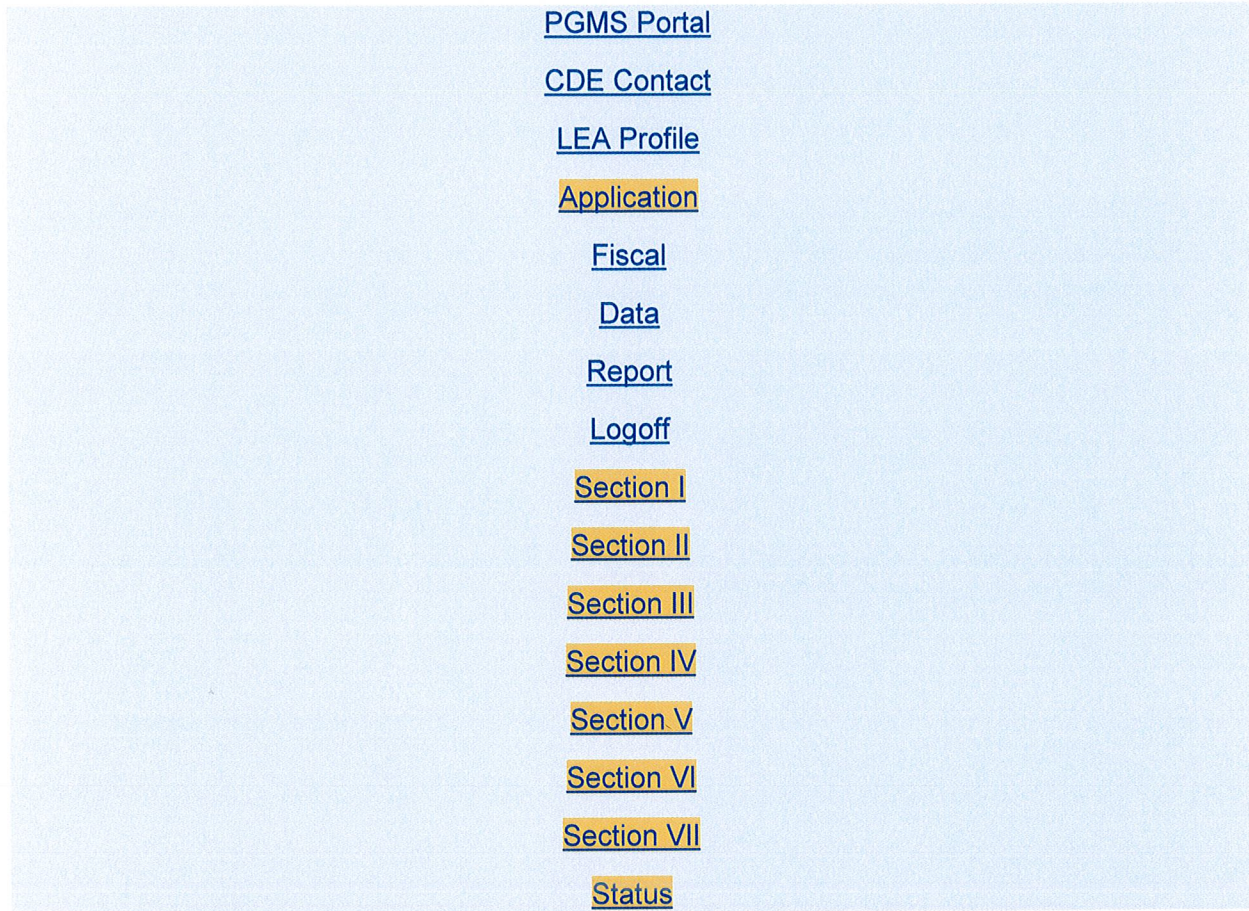 PGMS Portal
CDE Contact
LEA Profile
Application
Fiscal
Data
Report
Logoff
Section I
Section II
Section III
Section IV
Section V
Section VI
Section VII
Status